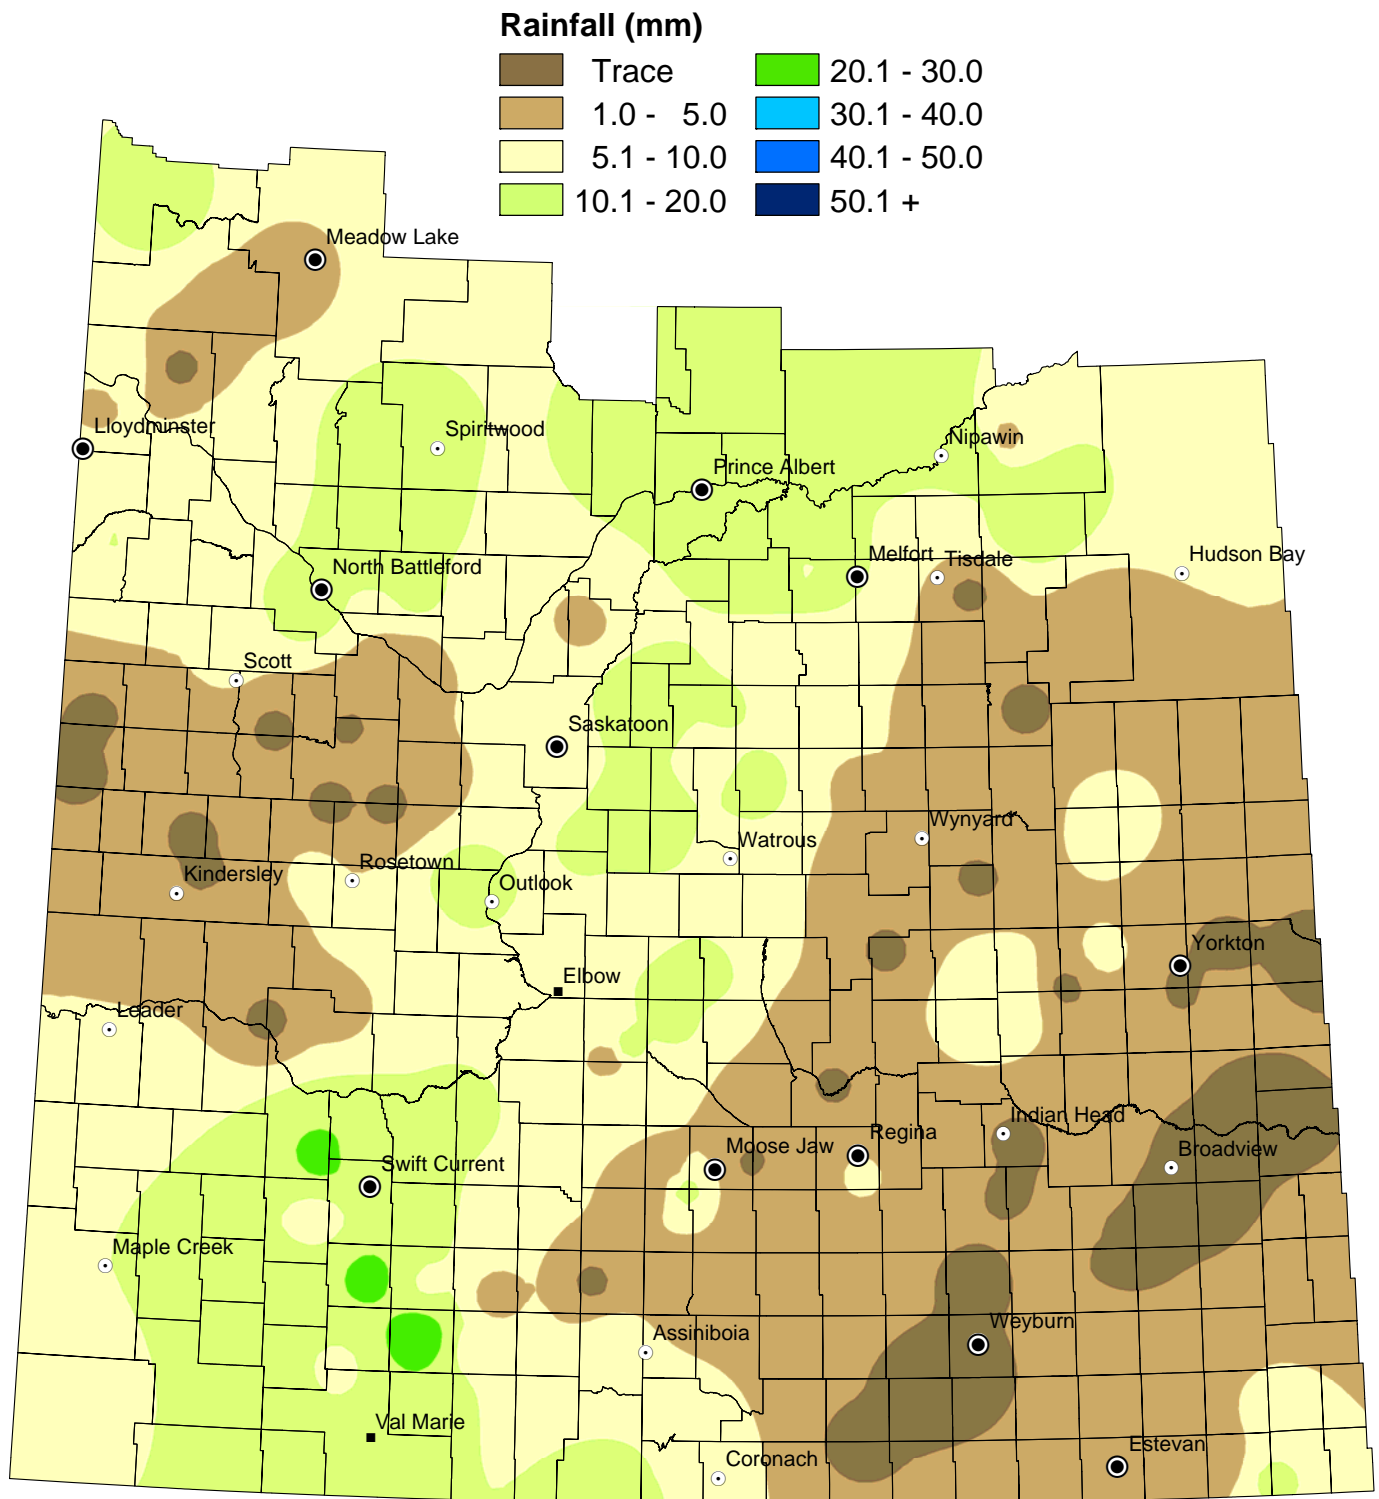 Rainfall (mm)
Trace
20.1 - 30.0
1.0 - 5.0
30.1 - 40.0
5.1 - 10.0
40.1 - 50.0
10.1 - 20.0
50.1 +
Meadow Lake
Lloydminster
Spiritwood
Nipawin
Prince Albert
Melfort
Tisdale
Hudson Bay
North Battleford
Scott
Saskatoon
Wynyard
Watrous
Rosetown
Kindersley
Outlook
Yorkton
Elbow
Leader
Indian Head
Regina
Moose Jaw
Broadview
Swift Current
Maple Creek
Weyburn
Assiniboia
Val Marie
Estevan
Coronach